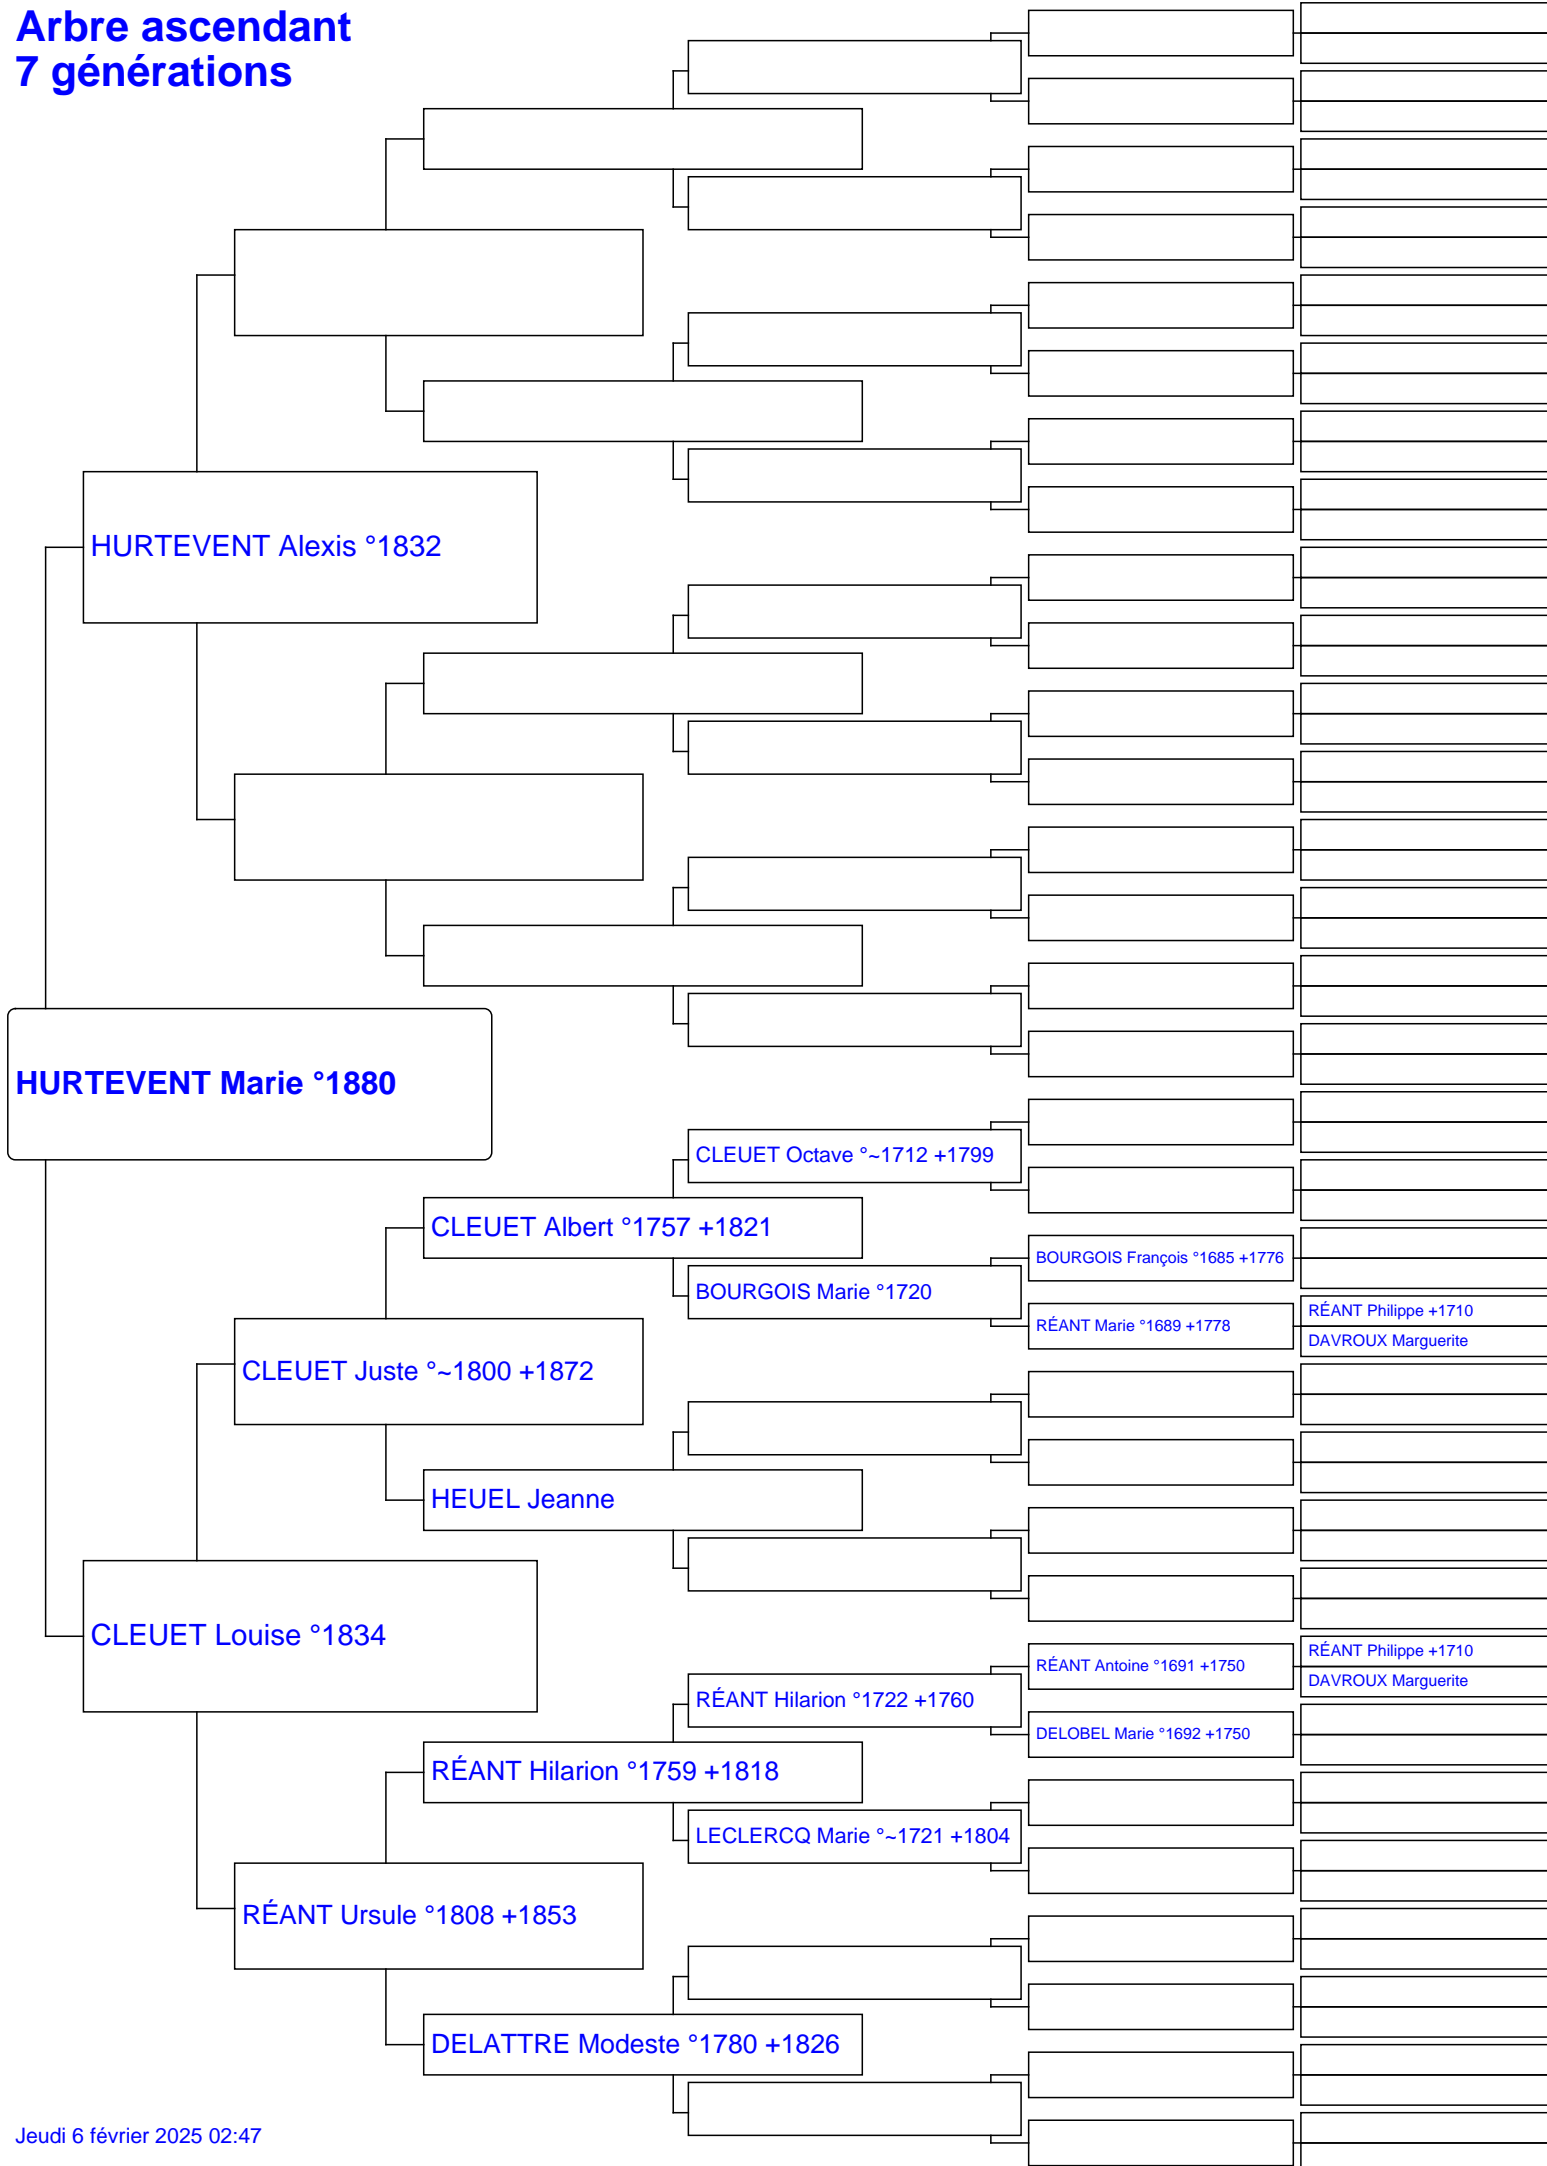 Arbre ascendant
7 générations
HURTEVENT Alexis °1832
HURTEVENT Marie °1880
CLEUET Octave °~1712 +1799
CLEUET Albert °1757 +1821
BOURGOIS François °1685 +1776
BOURGOIS Marie °1720
RÉANT Philippe +1710
RÉANT Marie °1689 +1778
DAVROUX Marguerite
CLEUET Juste °~1800 +1872
HEUEL Jeanne
CLEUET Louise °1834
RÉANT Philippe +1710
RÉANT Antoine °1691 +1750
DAVROUX Marguerite
RÉANT Hilarion °1722 +1760
DELOBEL Marie °1692 +1750
RÉANT Hilarion °1759 +1818
LECLERCQ Marie °~1721 +1804
RÉANT Ursule °1808 +1853
DELATTRE Modeste °1780 +1826
Jeudi 6 février 2025 02:47